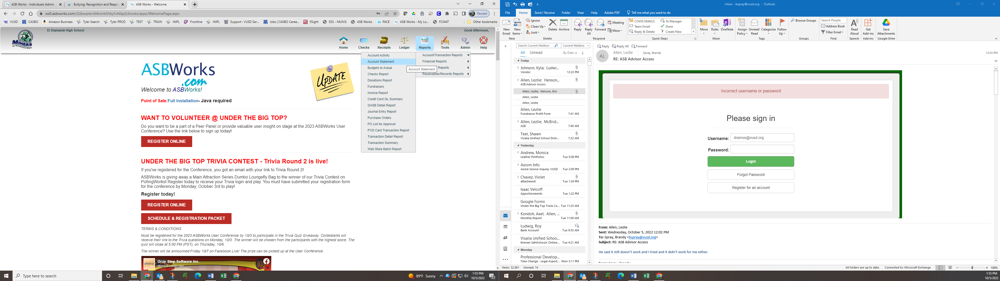 ASB Works - Individuals Admin
Bullying: Recognition and Respor
ASB Works - Welcome
ws0.asbworks.com/(S(kwqnkrnll4rzmk5hky5vtkbp))/books/apps/WelcomePage.aspx
Paused
VUSD
CASBO
Amazon Business
Tyler Search
Tyler PROD
TEST
TRAIN
IMPL
Frontline
IMPL
Support : VUSD Ser...
Jobs | CASBO Caree...
5Sight
ESS - MUNIS
ASB Works
PACE
ASB Works - My Lo...
FCMAT
Other bookmarks
El Diamante High School
Good Afternoon,
MINERS
EL DIAMANTE HIGH
Home
Checks
Receipts
Ledger
Reports
Tools
Admin
Help
Account Activity
Account Statement
Budgets to Actual
Checks Report
Donations Report
Fundraisers
Invoice Report
Credit Card GL Summary
GASB Detail Report
Journal Entry Report
Purchase Orders
PO List for Approval
POS Card Transaction Report
Transaction Detail Report
Transaction Summary
Web Store Batch Report
Account/Transaction Reports
Financial Reports
Reports
Receivables/Records Reports
Account Statement
ASBWorks
.com
Welcome to ASBWorks!
UPDATE
Point of Sale:Full Installation- Java required
WANT TO VOLUNTEER @ UNDER THE BIG TOP?
Do you want to be a part of a Peer Panel or provide valuable user insight on stage at the 2023 ASBWorks User
Conference? Use the link below to sign up today!
REGISTER ONLINE
UNDER THE BIG TOP TRIVIA CONTEST - Trivia Round 2 is live!
If you've registered for the Conference, you got an email with your link to Trivia Round 2!
ASBWorks is giving away a Main Attraction Series Dumbo Loungefly Bag to the winner of our Trivia Contest on
PollingWorks! Register today to receive your Trivia login and play. You must have submitted your registration form
for the conference by Monday, October 3rd to play!
Register today!
REGISTER ONLINE
SCHEDULE & REGISTRATION PACKET
TERMS & CONDITIONS
Must be registered for the 2023 ASBWorks User Conference by 10/3 to participate in the Trivia Quiz Giveaway. Contestants will
receive their link to the Trivia questions on Monday, 10/3. The winner will be chosen from the participants with the highest score. The
quiz will close at 5:00 PM (PST), on Thursday, 10/6.
The winner will be announced Friday 10/7 on Facebook Live! The prize can be picked up at the User Conference.
Gray Step Software Inc.
about 3 weeks ago
Type here to search
89°F Sunny
1:55 PM
10/5/2022
22
Inbox - bspray@vusd.org - Outlook
File
Home
Send / Receive
Folder
View
Help
Adobe PDF
Tell me what you want to do
New
Email
New
Items
New
Ignore
Clean Up
Junk
Delete
Archive
Delete
Reply
Reply
All
Forward
Meeting
More
Respond
COVID EMAILS
Team Email
Reply & Delete
To Manager
Done
Create New
Quick Steps
Move
Rules
OneNote
Move
Assign
Policy
Unread/
Read
Categorize
Follow
Up
Tags
Browse Groups
Groups
Search People
Address Book
Filter Email
Find
Read
Aloud
Speech
Get
Add-ins
Add-ins
Save
Attachments
Google Drive
Search Current Mailbox
Current Mailbox
All
Unread
By Date
Today
Johnson, Kyla; Ludwi...
Vendor
12:22 PM
Allen, Lezlie; Henson...
ASB Advisor Access
Allen, Lezlie; Henson, Eric
Allen, Lezlie
Allen, Lezlie
Allen, Lezlie
Fundraiser Profit Form
7:41 AM
Allen, Lezlie; McBrid...
ASB
7:40 AM
Teel, Shawn
Visalia Unified School Distr...
7:22 AM
Yesterday
Andrew, Monica
Leather Portfolios
Tue 5:08 PM
Axiom Info
Axiom Service Inquiry: VUSD
Tue 2:09 PM
Chavez, Violet
attachment
Tue 1:34 PM
Isaac Velcoff
Apportionments
Tue 1:22 PM
Google Forms
Under the Big Top Trivia Co...
Tue 11:25 AM
Kondoh, Axel; Allen, ...
Monthly Report
Tue 11:09 AM
Ludwig, Roy
Bank Account
Tue 9:35 AM
Visalia Unified Schoo...
Keenan SafeSchools Online...
Tue 4:21 AM
Monday
Professional Develop...
Time Change - Legal Aspect...
Mon 3:11 PM
Reply
Reply All
Forward
AL
Allen, Lezlie
Spray, Brandy
RE: ASB Advisor Access
12:03 PM
Incorrect username or password
Please sign in
Username:
dramos@vusd.org
Password:
Login
Forgot Password
Register for an account
From: Allen, Lezlie
Sent: Wednesday, October 5, 2022 12:02 PM
To: Spray, Brandy <bspray@vusd.org>
Subject: RE: ASB Advisor Access
He said it still doesn't work and I tried and it didn't work for me either.
Items: 32,861
Unread: 14
All folders are up to date.
Connected to: Microsoft Exchange
100%
1:55 PM
10/5/2022